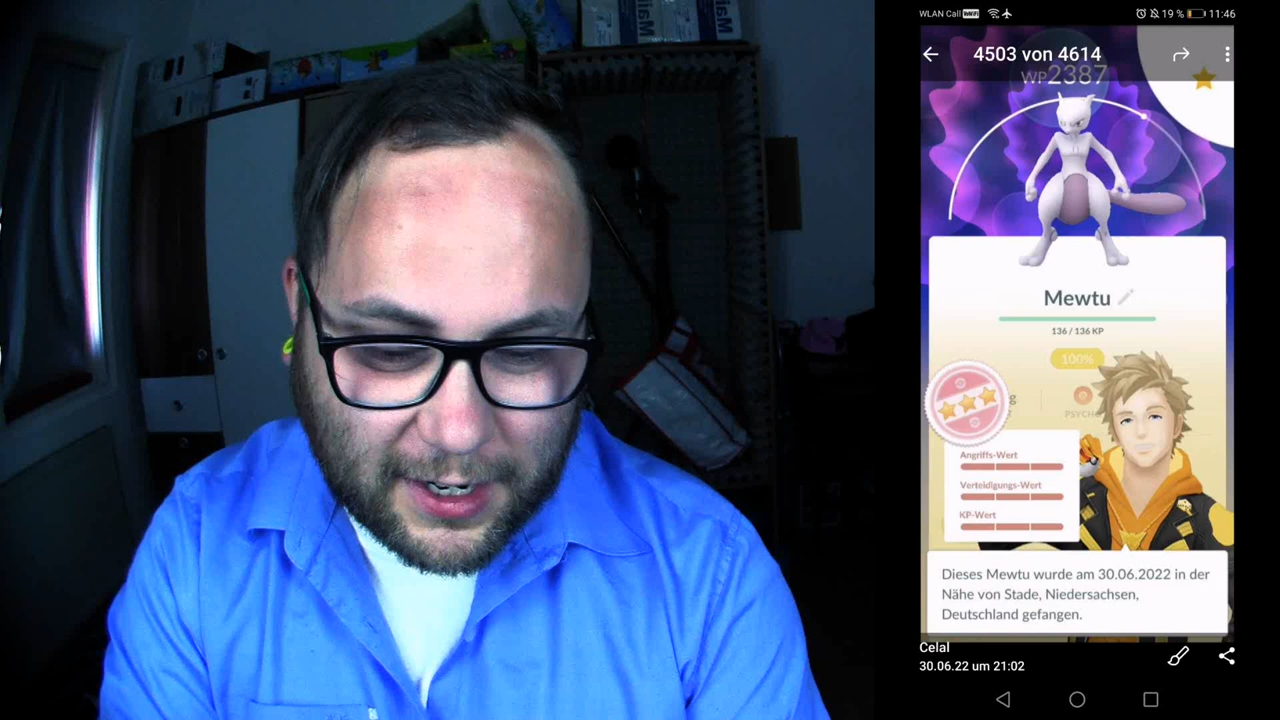 WLAN Call VoWiFi 19 % 11:46
4503 von 4614
WP2387
Mewtu
136 / 136 KP
100%
g
PSYCHO
Angriffs-Wert
Verteidigungs-Wert
KP-Wert
Dieses Mewtu wurde am 30.06.2022 in der
Nähe von Stade, Niedersachsen,
Deutschland gefangen.
Celal
30.06.22 um 21:02